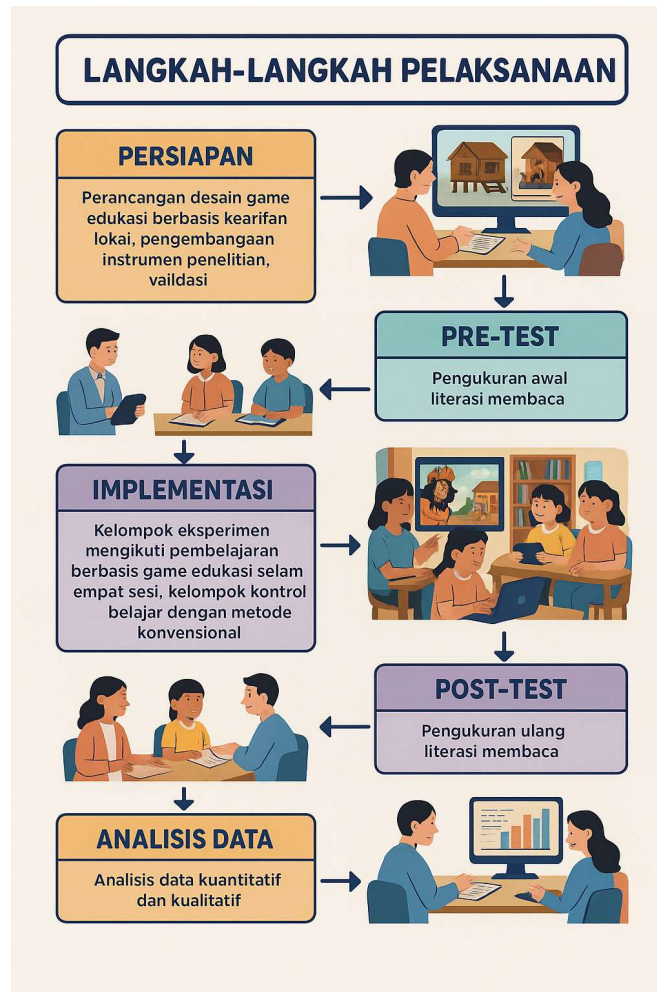 LANGKAH-LANGKAH PELAKSANAAN
PERSIAPAN
Perancangan desain game
edukasi berbasis kearifan
lokai, pengembangaan
instrumen penelitian,
vaildasi
PRE-TEST
Pengukuran awal
literasi membaca
IMPLEMENTASI
Kelompok eksperimen
mengikuti pembelajaran
berbasis game edukasi selam
empat sesi, kelompok kontrol
belajar dengan metode
konvensional
POST-TEST
Pengukuran ulang
literasi membaca
ANALISIS DATA
Analisis data kuantitatif
dan kualitatif